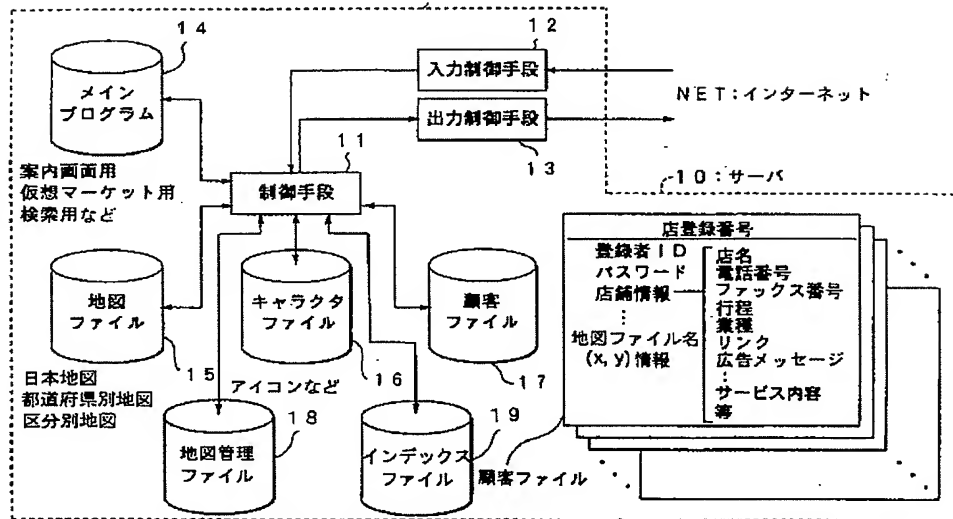 14
メイン
プログラム
案内画面用
仮想マーケット用
検索用など
12
入力制御手段
出力制御手段
13
NET:インターネット
11
制御手段
10:サーバ
地図
ファイル
15
日本地図
都道府県別地図
区分別地図
キャラクタ
ファイル
16
アイコンなど
顧客
ファイル
17
地図管理
ファイル
18
インデックス
ファイル
19
顧客ファイル
店登録番号
登録者ID
パスワード
店舗情報
⋮
地図ファイル名
(x, y)情報
店名
電話番号
ファックス番号
行程
業種
リンク
広告メッセージ
⋮
サービス内容
等